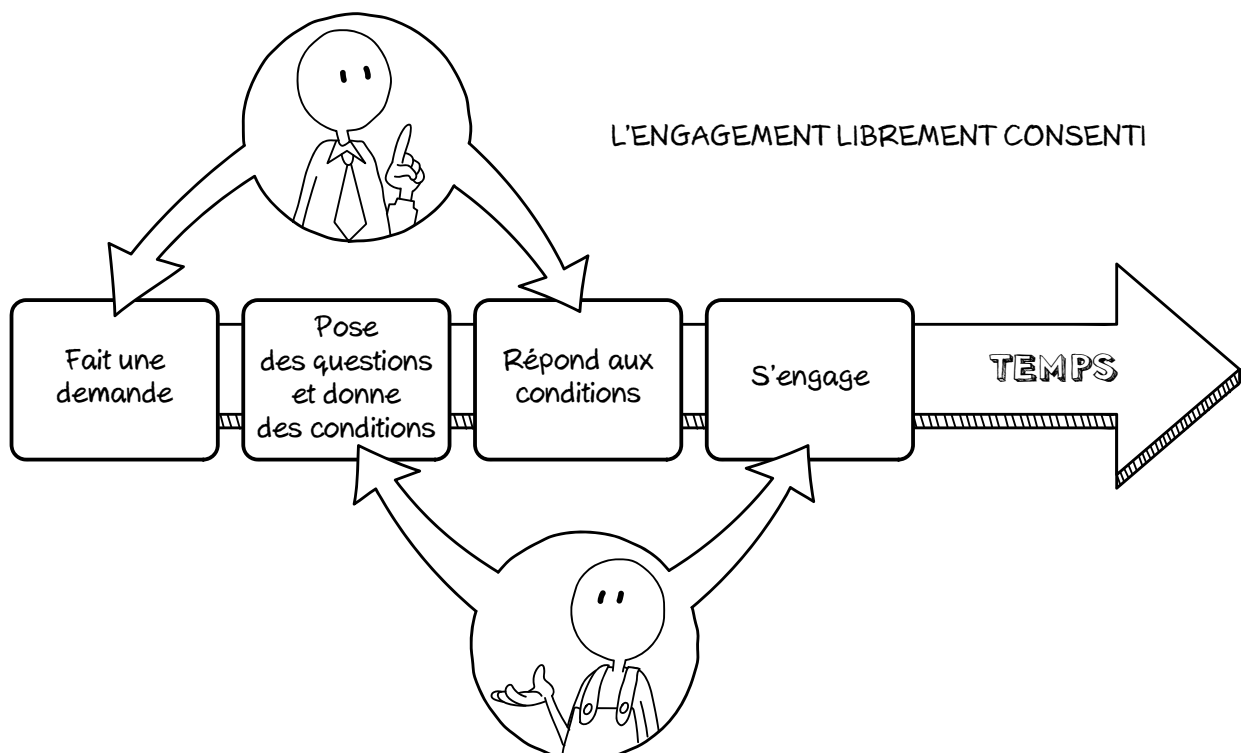 L'ENGAGEMENT LIBREMENT CONSENTI
Fait une
demande
Pose
des questions
et donne
des conditions
Répond aux
conditions
S'engage
TEMPS